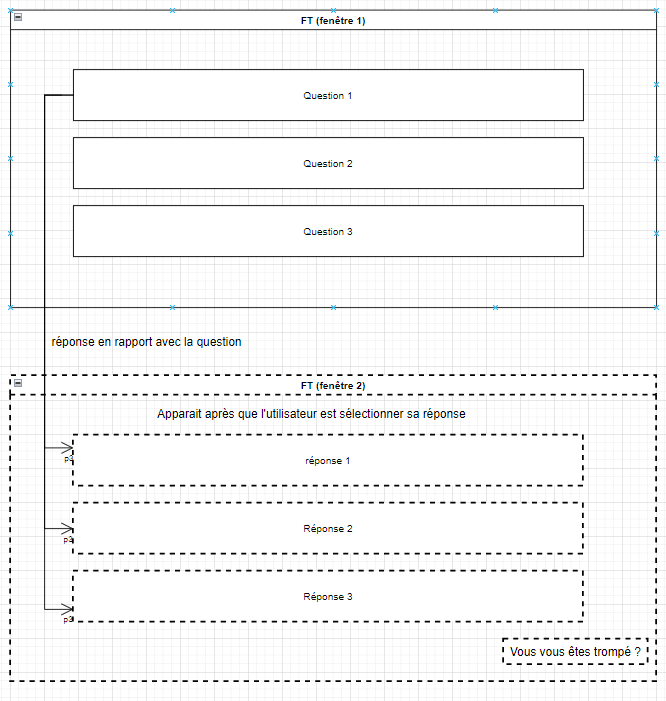 FT (fenêtre 1)
Question 1
Question 2
Question 3
réponse en rapport avec la question
FT (fenêtre 2)
Apparait après que l'utilisateur est sélectionner sa réponse
réponse 1
Réponse 2
Réponse 3
Vous vous êtes trompé ?